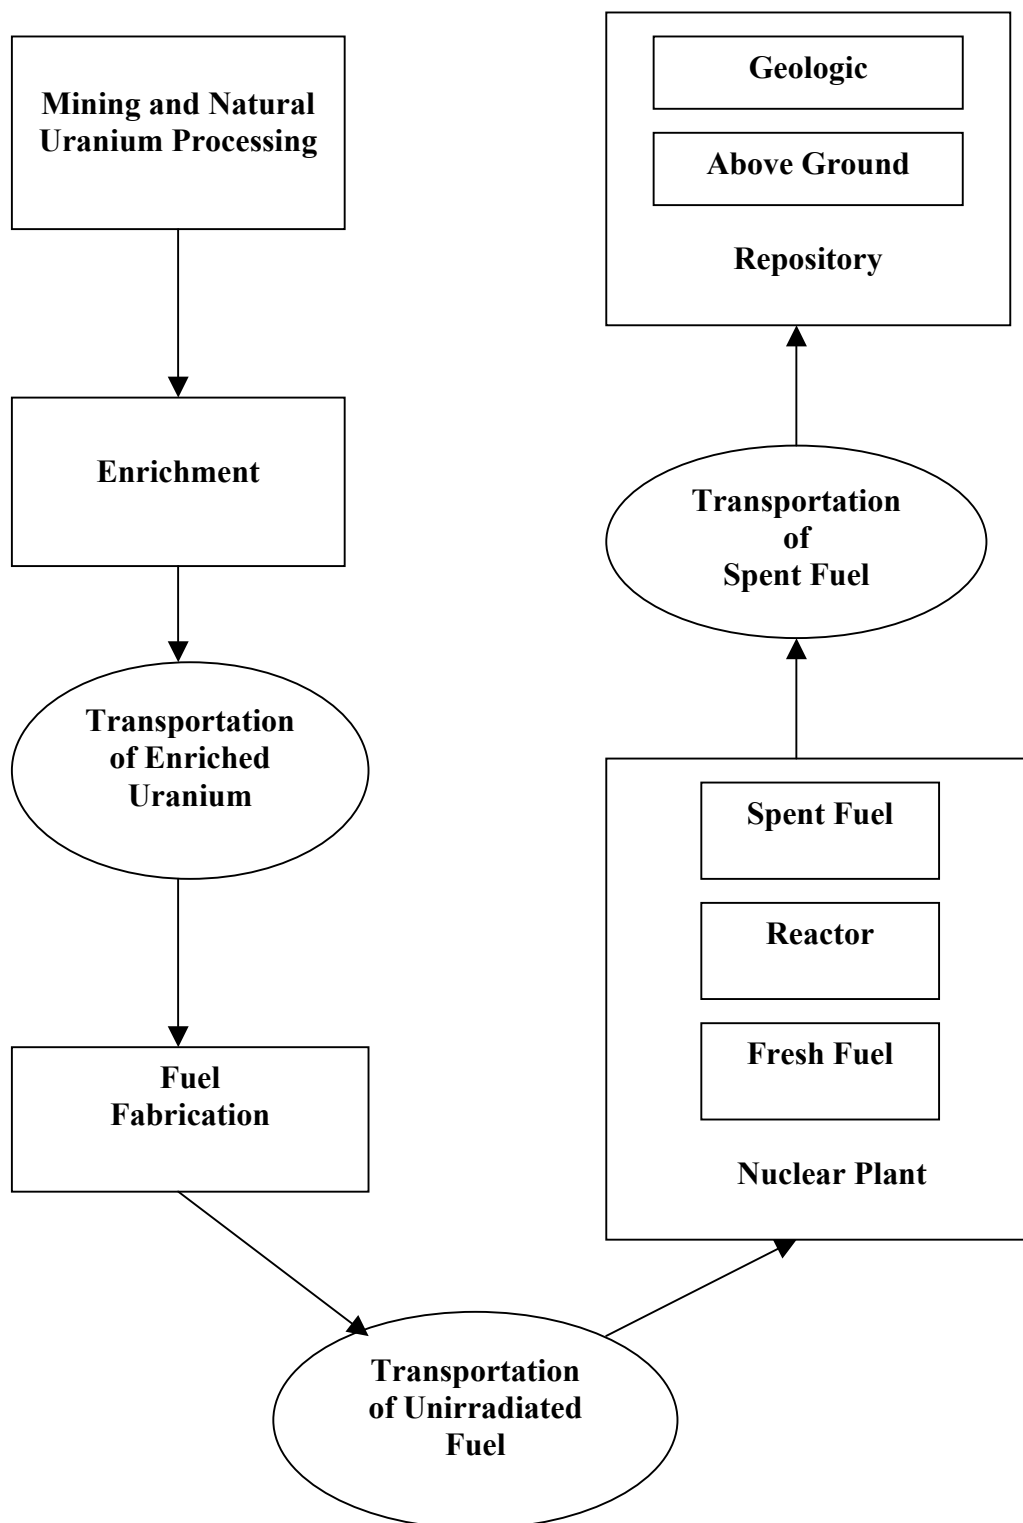 Mining and Natural
Uranium Processing
Enrichment
Transportation
of Enriched
Uranium
Fuel
Fabrication
Transportation
of Unirradiated
Fuel
Geologic
Above Ground
Repository
Transportation
of
Spent Fuel
Spent Fuel
Reactor
Fresh Fuel
Nuclear Plant